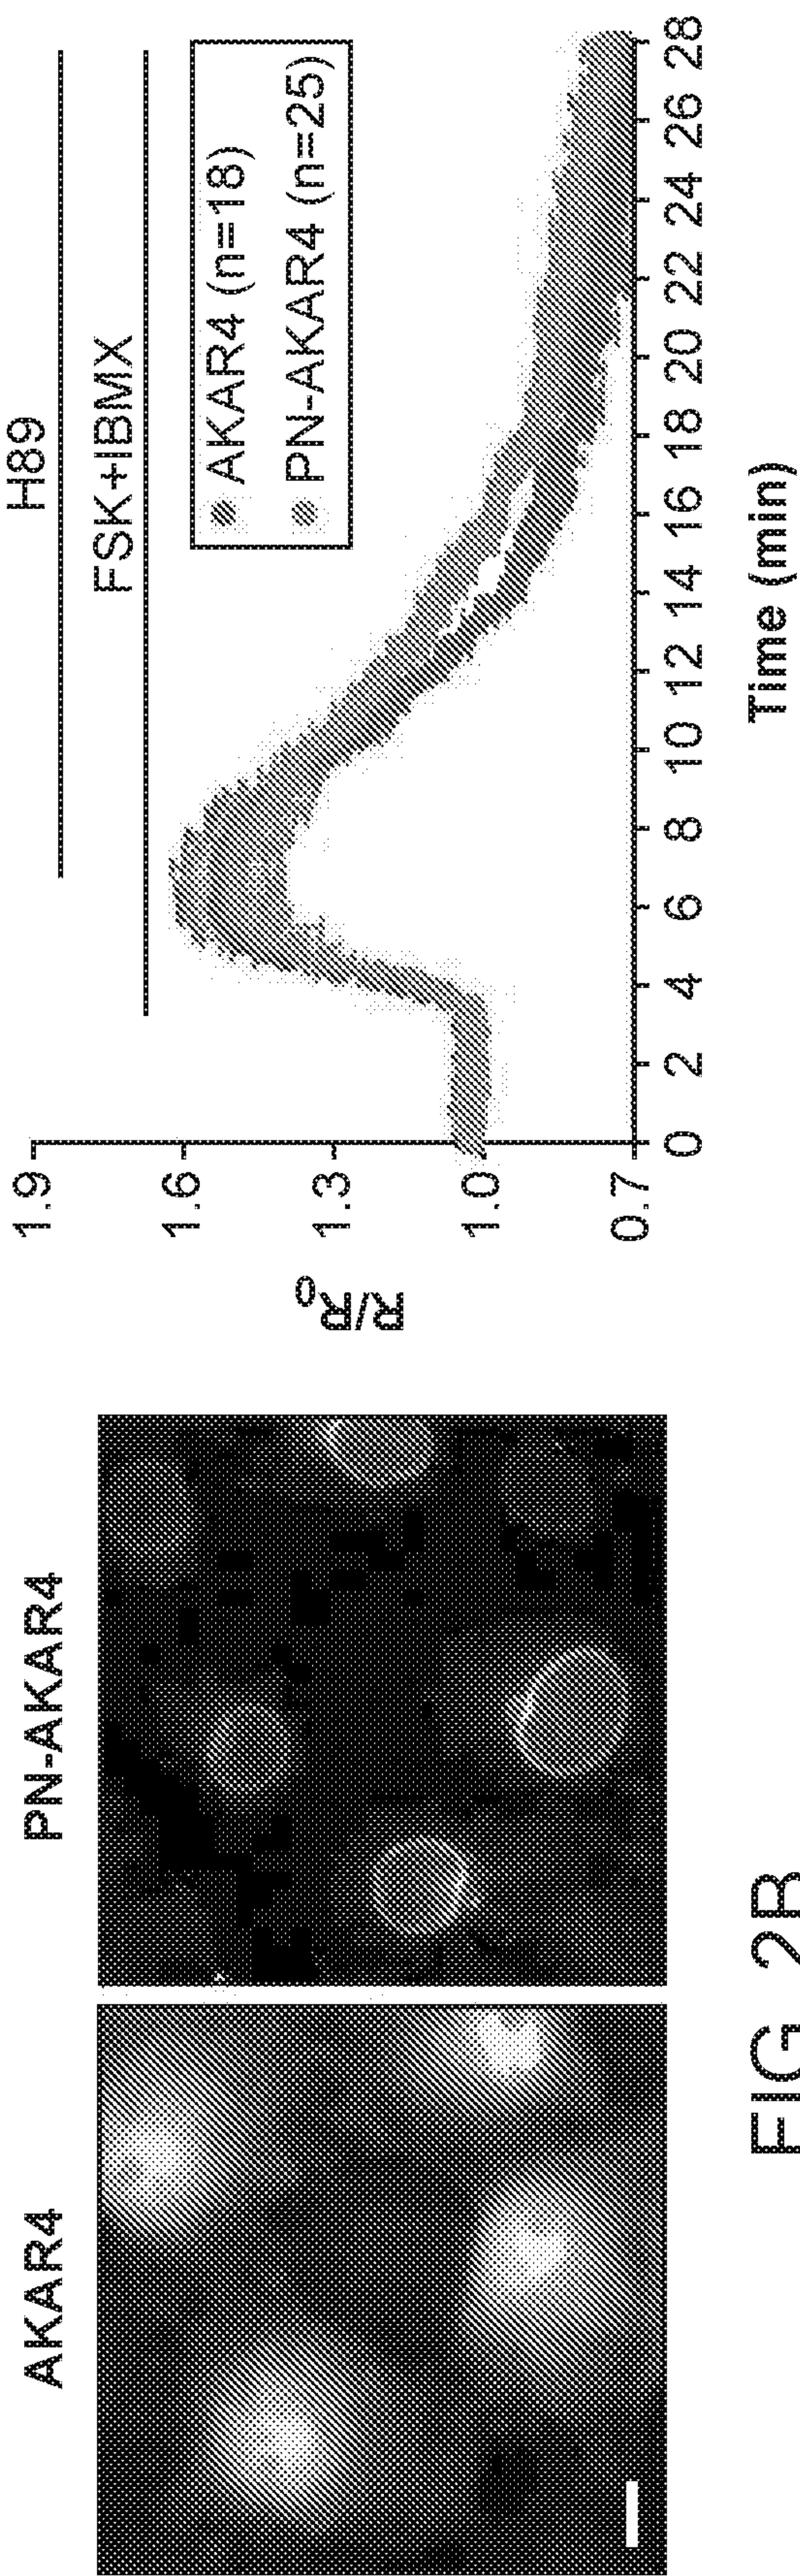 AKAR4
PN-AKAR4
H89
FSK+IBMX
AKAR4 (n=18)
PN-AKAR4 (n=25)
R/R₀
1.9
1.6
1.3
1.0
0.7
0 2 4 6 8 10 12 14 16 18 20 22 24 26 28
Time (min)
FIG. 2B